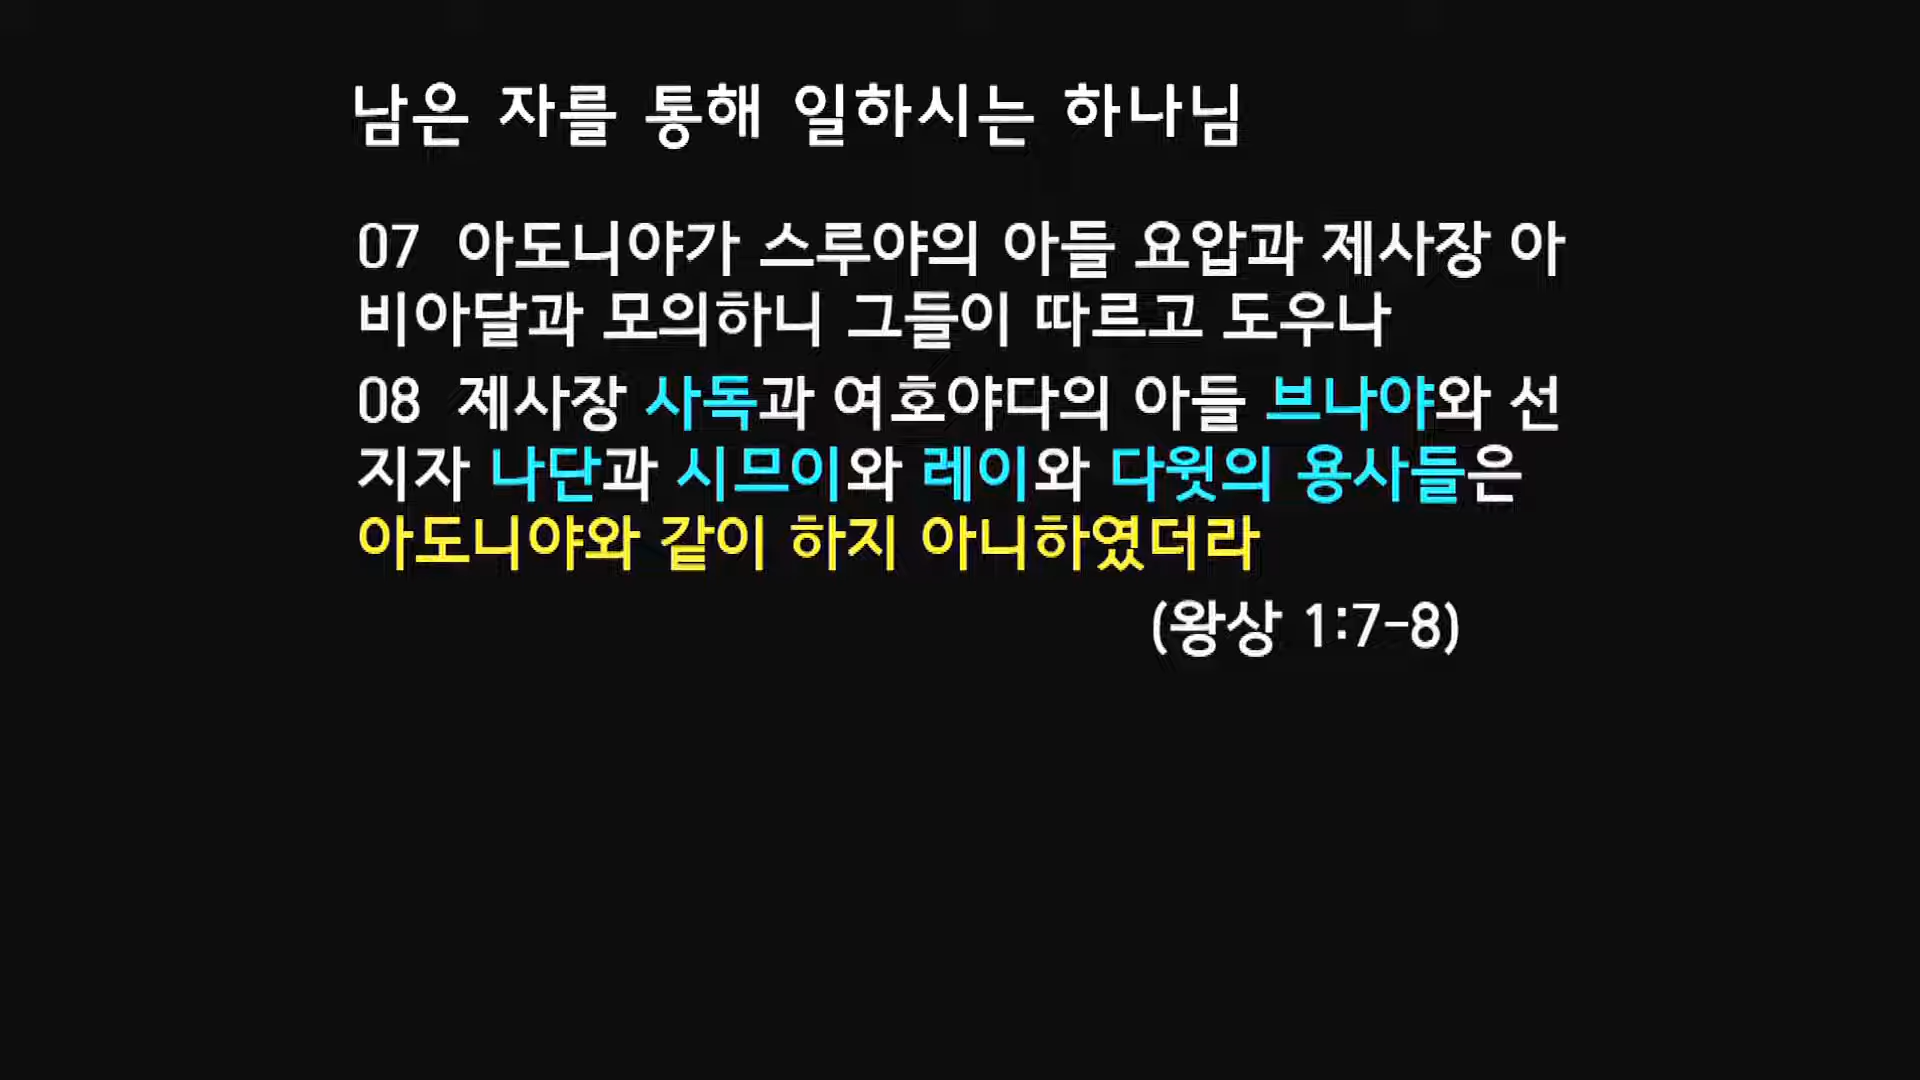 남은 자를 통해 일하시는 하나님
07 아도니야가 스루야의 아들 요압과 제사장 아
비아달과 모의하니 그들이 따르고 도우나
08 제사장 사독과 여호야다의 아들 브나야와 선
지자 나단과 시므이와 레이와 다윗의 용사들은
아도니야와 같이 하지 아니하였더라
(왕상 1:7-8)